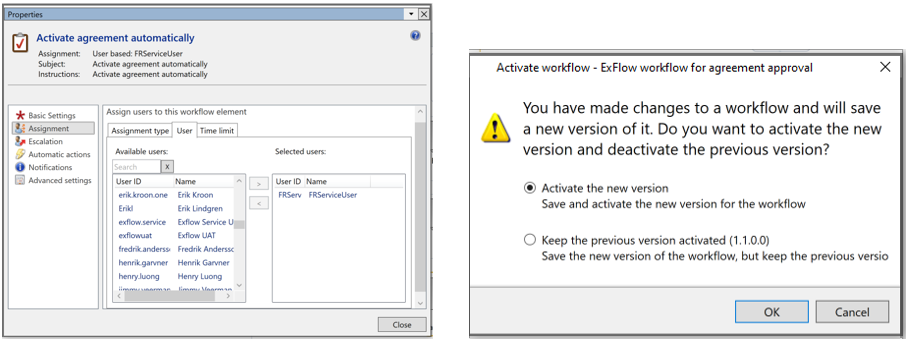 Properties
Activate agreement automatically
Assignment: User based: FRServiceUser
Subject: Activate agreement automatically
Instructions: Activate agreement automatically
Basic Settings
Assignment
Escalation
Automatic actions
Notifications
Advanced settings
Assign users to this workflow element
Assignment type User Time limit
Available users:
Search X
User ID Name
erik.kroon.one Erik Kroon
Erikl Erik Lindgren
exflow.service Exflow Service U
exflowuat Exflow UAT
fredrik.anderss Fredrik Anderssc
henrik.garvner Henrik Garvner
henry.luong Henry Luong
jimmy.veerman Jimmy Veerman
>
<
Selected users:
User ID Name
FRServ FRServiceUser
Close
Activate workflow - ExFlow workflow for agreement approval
You have made changes to a workflow and will save
a new version of it. Do you want to activate the new
version and deactivate the previous version?
Activate the new version
Save and activate the new version for the workflow
Keep the previous version activated (1.1.0.0)
Save the new version of the workflow, but keep the previous versio
OK Cancel